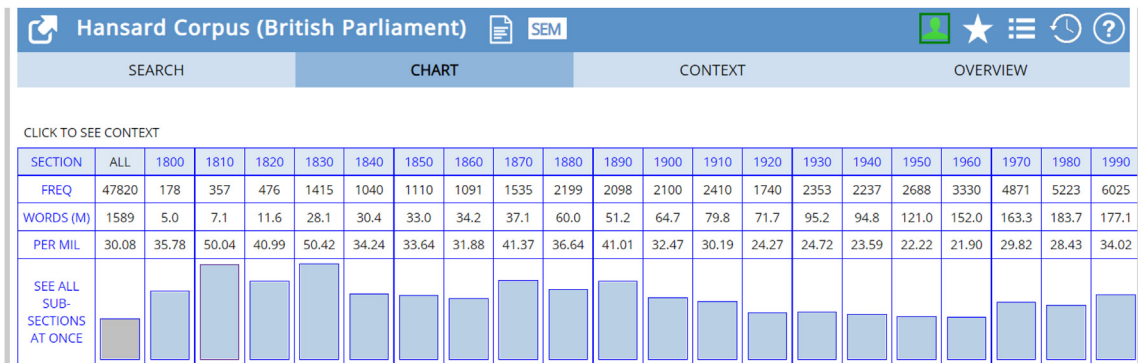 Hansard Corpus (British Parliament) SEM ?
SEARCH CHART CONTEXT OVERVIEW
CLICK TO SEE CONTEXT
SECTION ALL 1800 1810 1820 1830 1840 1850 1860 1870 1880 1890 1900 1910 1920 1930 1940 1950 1960 1970 1980 1990
FREQ 47820 178 357 476 1415 1040 1110 1091 1535 2199 2098 2100 2410 1740 2353 2237 2688 3330 4871 5223 6025
WORDS (M) 1589 5.0 7.1 11.6 28.1 30.4 33.0 34.2 37.1 60.0 51.2 64.7 79.8 71.7 95.2 94.8 121.0 152.0 163.3 183.7 177.1
PER MIL 30.08 35.78 50.04 40.99 50.42 34.24 33.64 31.88 41.37 36.64 41.01 32.47 30.19 24.27 24.72 23.59 22.22 21.90 29.82 28.43 34.02
SEE ALL
SUB-
SECTIONS
AT ONCE